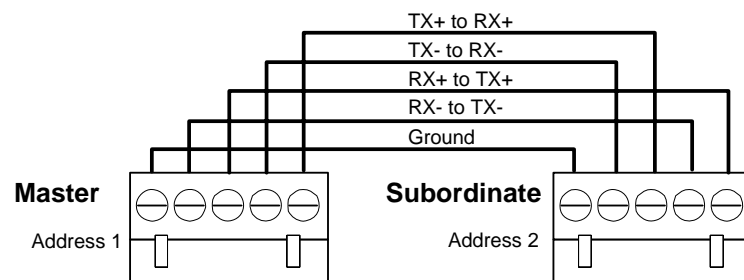 TX+ to RX+
TX- to RX-
RX+ to TX+
RX- to TX-
Ground
Master
Subordinate
Address 1
Address 2